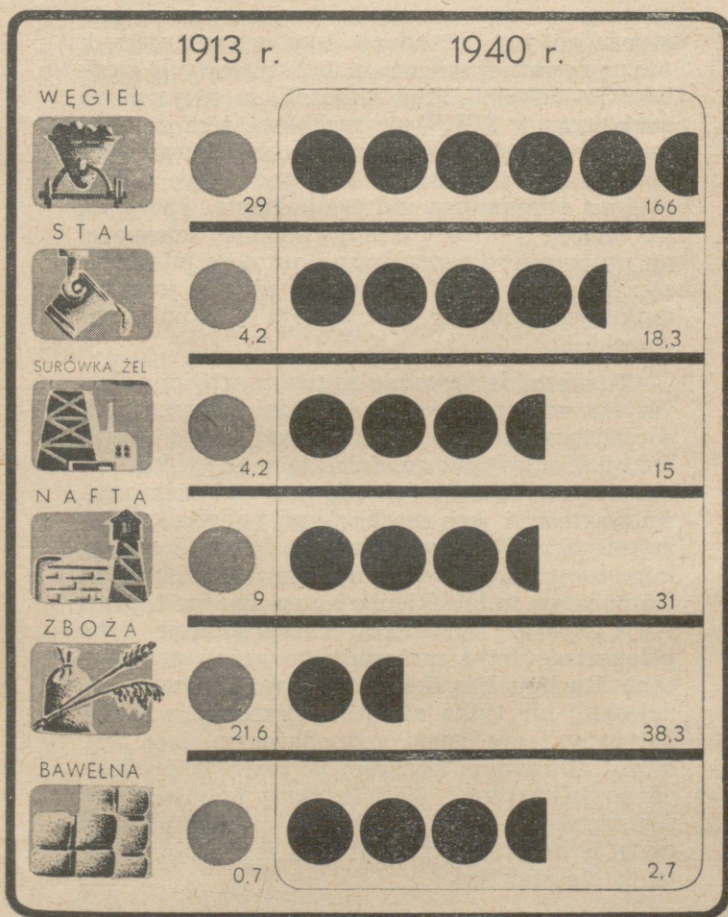 1913 r. 1940 r.
WĘGIEL
29 166
STAL
4,2 18,3
SURÓWKA ŻEL
4,2 15
NAFTA
9 31
ZBOŻA
21,6 38,3
BAWEŁNA
0,7 2,7